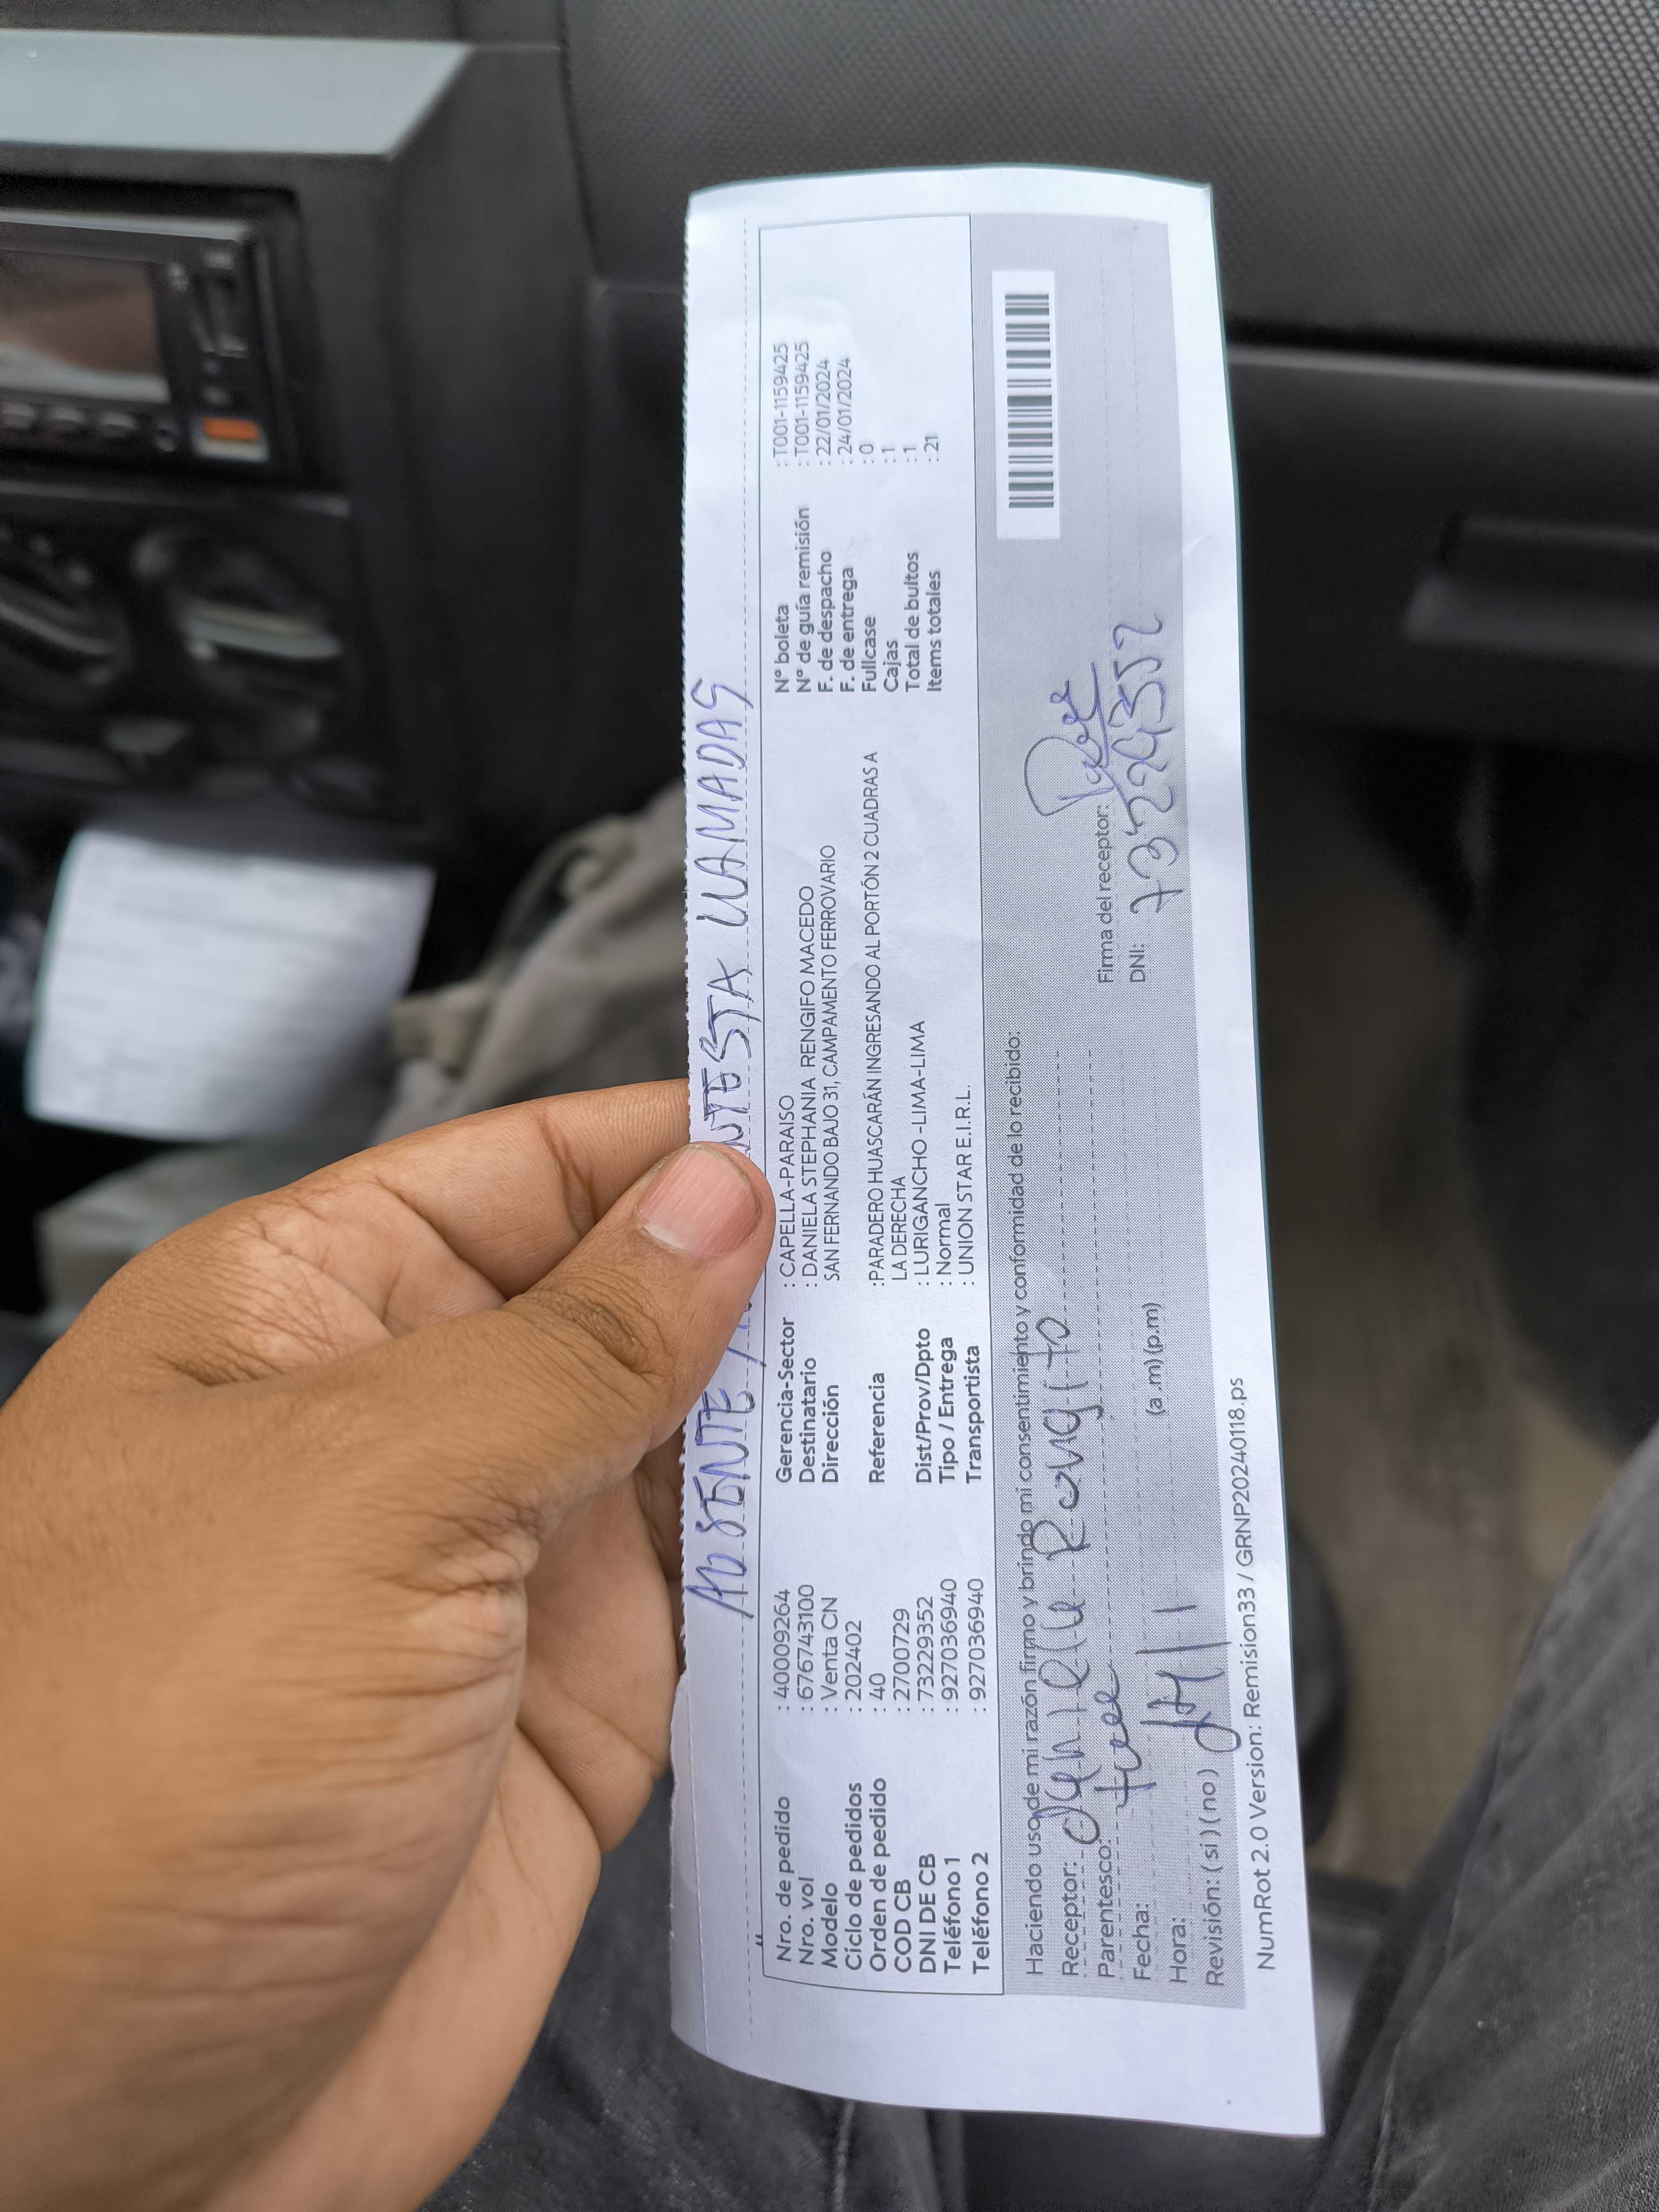 AUSENTE / NO CONTESTA LLAMADAS
Nro. de pedido : 40009264
Nro. vol : 676743100
Modelo : Venta CN
Ciclo de pedidos : 202402
Orden de pedido : 40
COD CB : 2700729
DNI DE CB : 73229352
Teléfono 1 : 927036940
Teléfono 2 : 927036940
Gerencia-Sector : CAPELLA-PARAISO
Destinatario : DANIELA STEPHANIA RENGIFO MACEDO
Dirección SAN FERNANDO BAJO 31, CAMPAMENTO FERROVARIO
Referencia :PARADERO HUASCARÁN INGRESANDO AL PORTÓN 2 CUADRAS A
LA DERECHA
Dist/Prov/Dpto : LURIGANCHO -LIMA-LIMA
Tipo / Entrega : Normal
Transportista : UNION STAR E.I.R.L.
N° boleta : T001-1159425
N° de guía remisión : T001-1159425
F. de despacho : 22/01/2024
F. de entrega : 24/01/2024
Fullcase : 0
Cajas : 1
Total de bultos : 1
Items totales : 21
Haciendo uso de mi razón firmo y brindo mi consentimiento y conformidad de lo recibido:
Receptor: Rengifo
Parentesco:
Fecha:
Hora: (a.m) (p.m)
Revisión: (si) (no)
Firma del receptor:
DNI: 73229352
NumRot 2.0 Version: Remision33 / GRNP20240118.ps